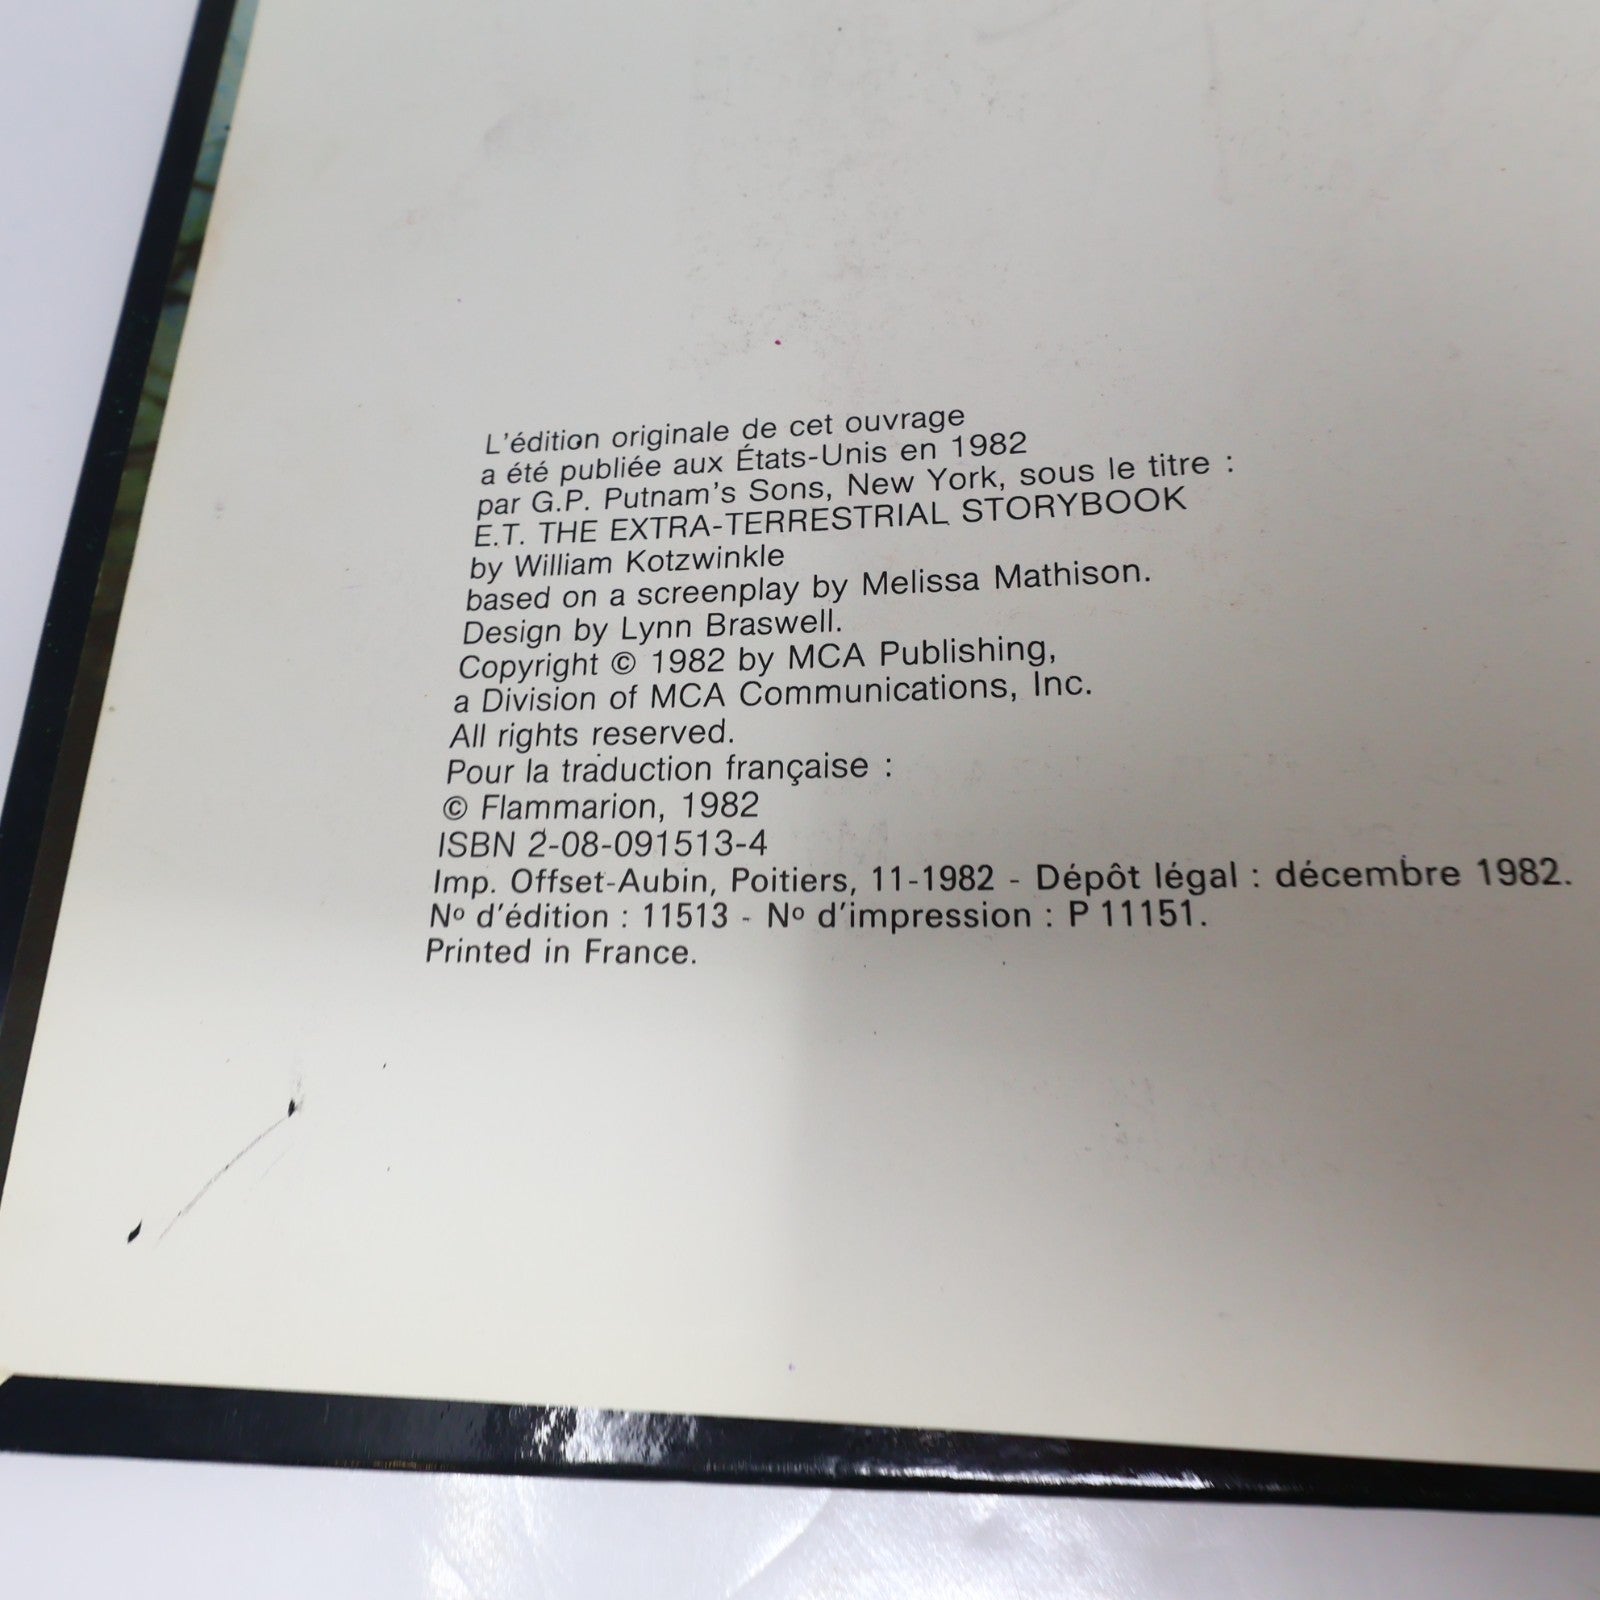 L'édition originale de cet ouvrage
a été publiée aux États-Unis en 1982
par G.P. Putnam's Sons, New York, sous le titre :
E.T. THE EXTRA-TERRESTRIAL STORYBOOK
by William Kotzwinkle
based on a screenplay by Melissa Mathison.
Design by Lynn Braswell.
Copyright © 1982 by MCA Publishing,
a Division of MCA Communications, Inc.
All rights reserved.
Pour la traduction française :
© Flammarion, 1982
ISBN 2-08-091513-4
Imp. Offset-Aubin, Poitiers, 11-1982 - Dépôt légal : décembre 1982.
Nº d'édition : 11513 - Nº d'impression : P 11151.
Printed in France.